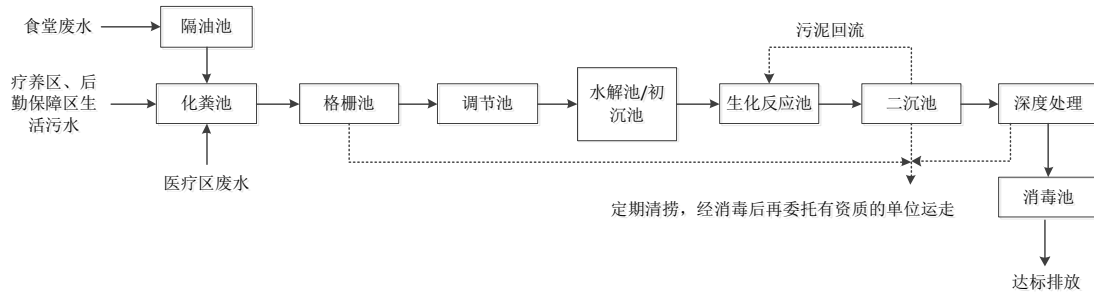 食堂废水
隔油池
污泥回流
疗养区、后
勤保障区生
活污水
化粪池
格栅池
调节池
水解池/初
沉池
生化反应池
二沉池
深度处理
医疗区废水
定期清捞，经消毒后再委托有资质的单位运走
消毒池
达标排放